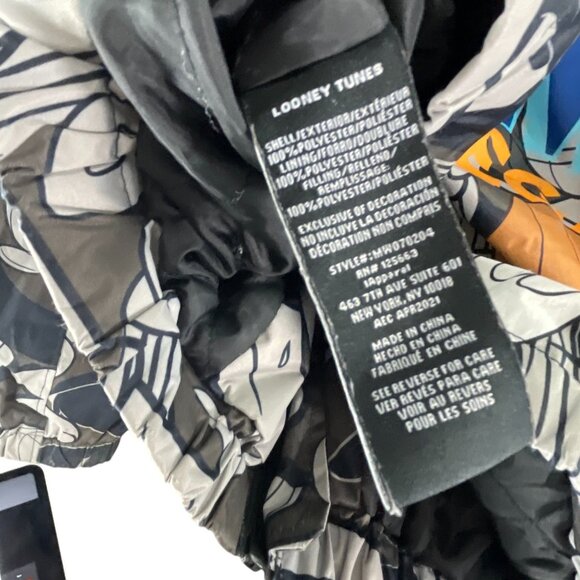 LOONEY TUNES
SHELL/EXTERIOR/EXTÉRIEUR
100%POLYESTER/POLIÉSTER
LINING/FORRO/DOUBLURE
100%POLYESTER/POLIÉSTER
FILLING/RELLENO/
REMPLISSAGE:
100%POLYESTER/POLIÉSTER
EXCLUSIVE OF DECORATION
NO INCLUYE LA DECORACIÓN
DÉCORATION NON COMPRIS
STYLE#:MW070204
RN# 125663
1Apparel
463 7TH AVE SUITE 601
NEW YORK, NY 10018
AEC APR2021
MADE IN CHINA
HECHO EN CHINA
FABRIQUÉ EN CHINE
SEE REVERSE FOR CARE
VER REVÉS PARA CARE
VOIR AU REVERS
POUR LES SOINS